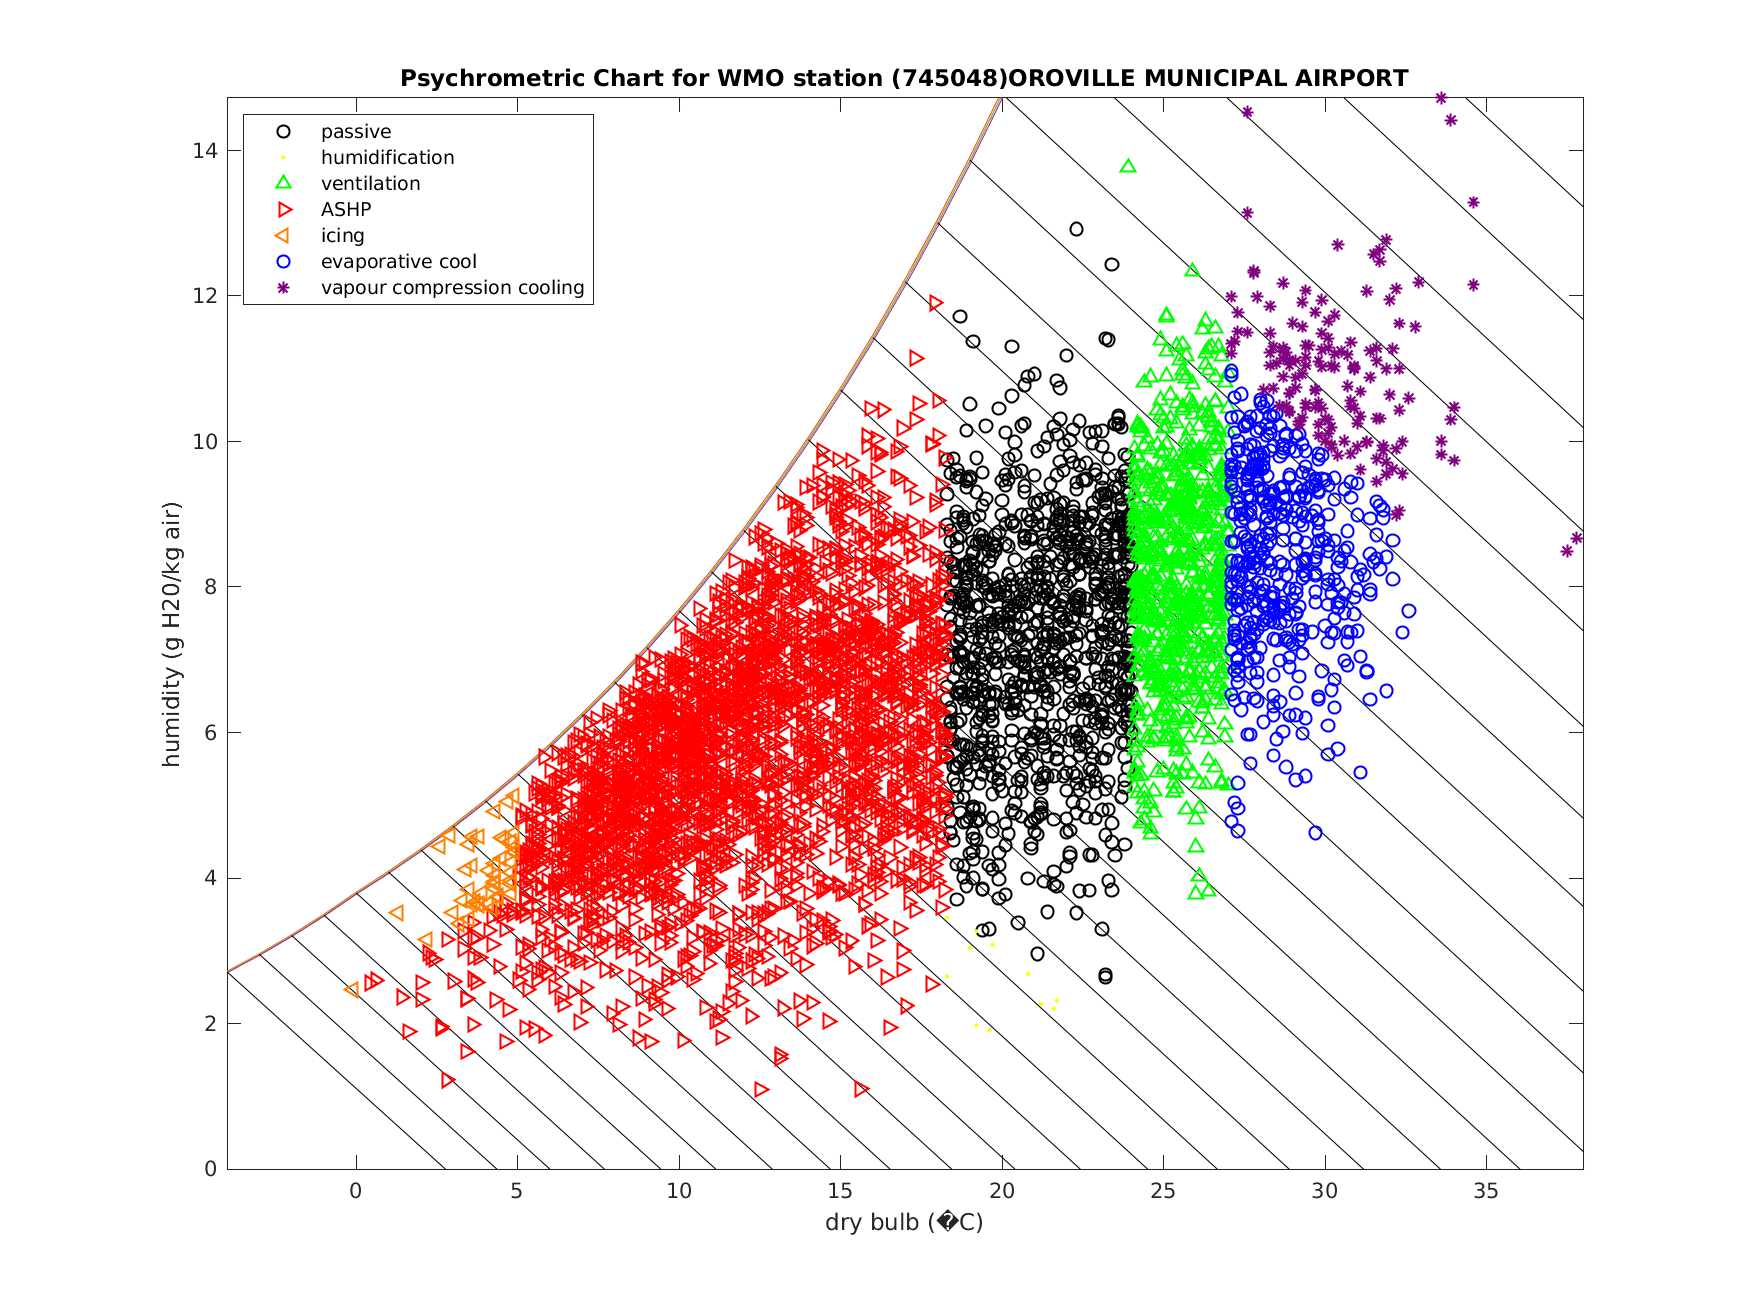 Psychrometric Chart for WMO station (745048)OROVILLE MUNICIPAL AIRPORT
passive
humidification
ventilation
ASHP
icing
evaporative cool
vapour compression cooling
humidity (g H20/kg air)
14
12
10
8
6
4
2
0
0 5 10 15 20 25 30 35
dry bulb (�C)